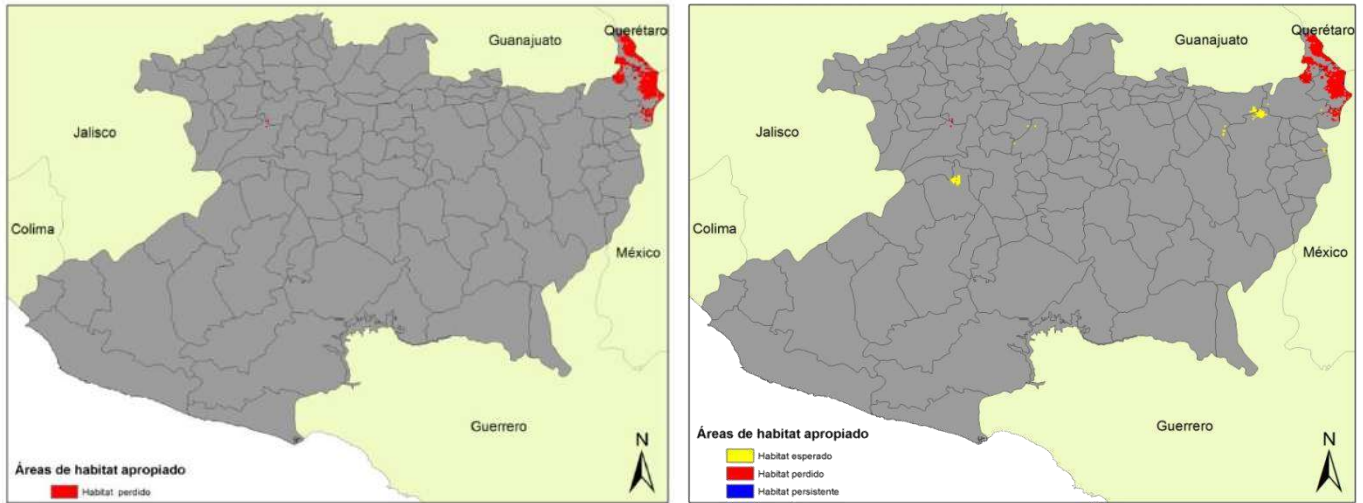 Guanajuato
Querétaro
Jalisco
Colima
México
Guerrero
N
Áreas de habitat apropiado
Habitat perdido
Guanajuato
Querétaro
Jalisco
Colima
México
Guerrero
N
Áreas de habitat apropiado
Habitat esperado
Habitat perdido
Habitat persistente